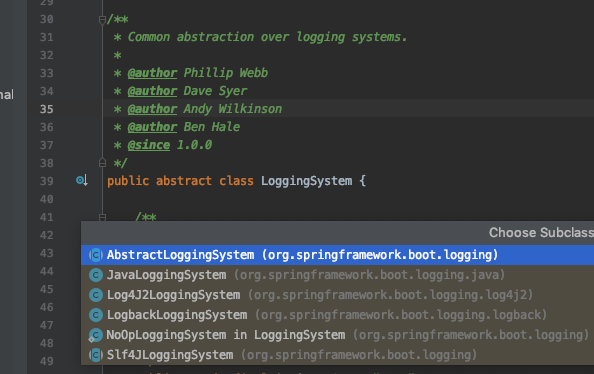 29
30 /**
31 * Common abstraction over logging systems.
32 *
33 * @author Phillip Webb
34 * @author Dave Syer
nal
35 * @author Andy Wilkinson
36 * @author Ben Hale
37 * @since 1.0.0
38 */
39 public abstract class LoggingSystem {
40
41 /**
42 Choose Subclass
43 AbstractLoggingSystem (org.springframework.boot.logging)
44 JavaLoggingSystem (org.springframework.boot.logging.java)
45 Log4J2LoggingSystem (org.springframework.boot.logging.log4j2)
46 LogbackLoggingSystem (org.springframework.boot.logging.logback)
47 NoOpLoggingSystem in LoggingSystem (org.springframework.boot.logging)
48 Slf4JLoggingSystem (org.springframework.boot.logging)
49